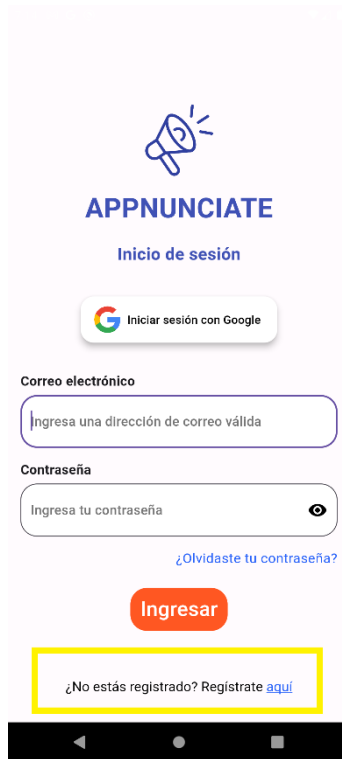 APPNUNCIATE
Inicio de sesión
Iniciar sesión con Google
Correo electrónico
Ingresa una dirección de correo válida
Contraseña
Ingresa tu contraseña
¿Olvidaste tu contraseña?
Ingresar
¿No estás registrado? Regístrate aquí